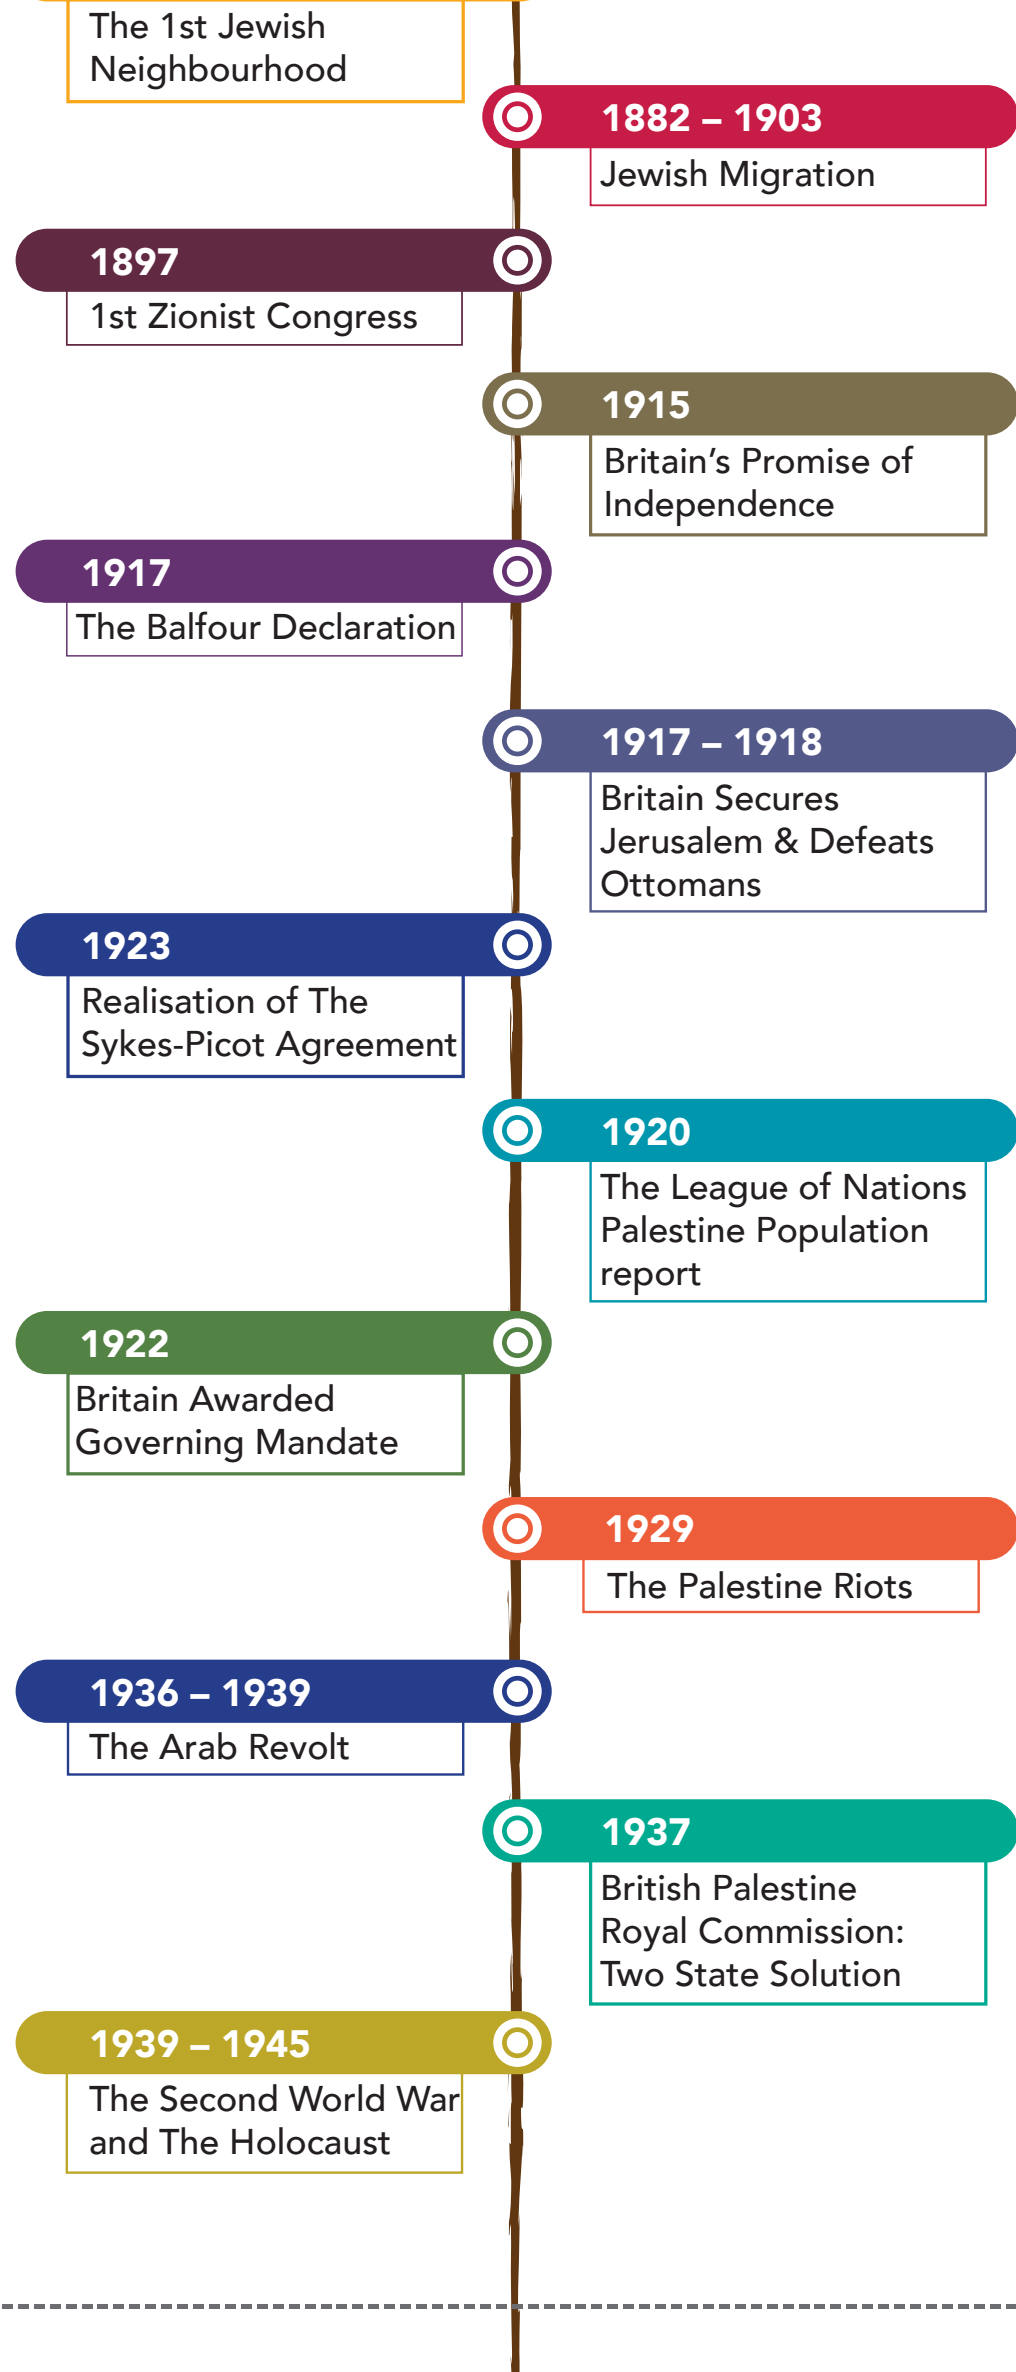 The 1st Jewish
Neighbourhood
1882 – 1903
Jewish Migration
1897
1st Zionist Congress
1915
Britain’s Promise of
Independence
1917
The Balfour Declaration
1917 – 1918
Britain Secures
Jerusalem & Defeats
Ottomans
1923
Realisation of The
Sykes-Picot Agreement
1920
The League of Nations
Palestine Population
report
1922
Britain Awarded
Governing Mandate
1929
The Palestine Riots
1936 – 1939
The Arab Revolt
1937
British Palestine
Royal Commission:
Two State Solution
1939 – 1945
The Second World War
and The Holocaust